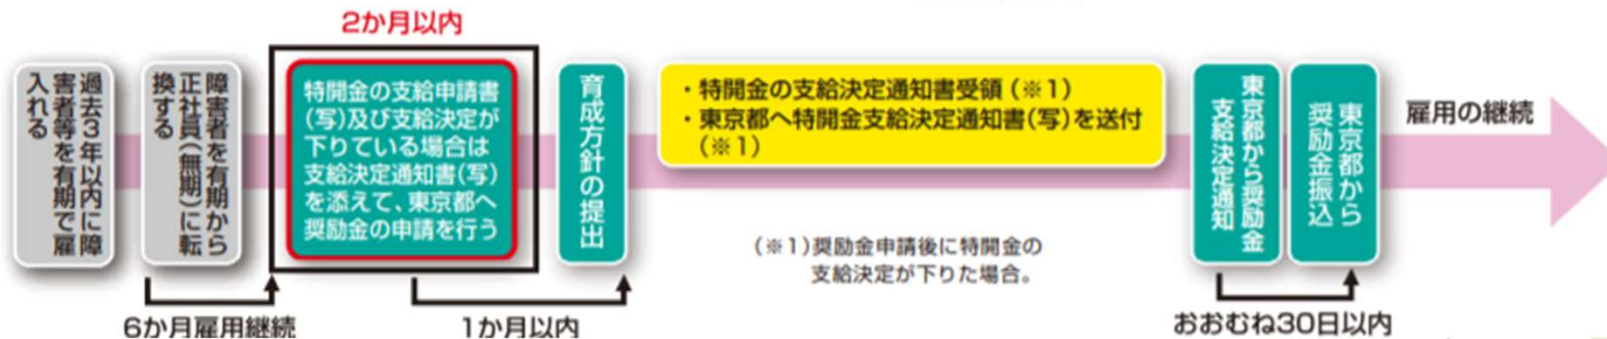 2か月以内
過去3年以内に障
害者等を有期で雇
入れる
障害者を有期から
正社員(無期)に転
換する
特開金の支給申請書
(写)及び支給決定が
下りている場合は
支給決定通知書(写)
を添えて、東京都へ
奨励金の申請を行う
育成方針の提出
・特開金の支給決定通知書受領(※1)
・東京都へ特開金支給決定通知書(写)を送付
(※1)
東京都から奨励金
支給決定通知
東京都から
奨励金振込
雇用の継続
(※1)奨励金申請後に特開金の
支給決定が下りた場合。
6か月雇用継続
1か月以内
おおむね30日以内